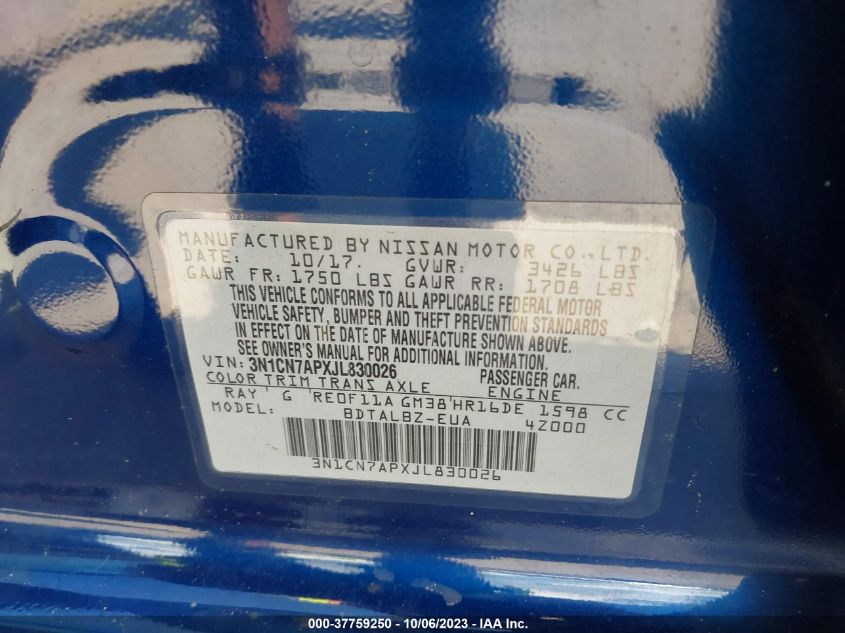 MANUFACTURED BY NISSAN MOTOR CO., LTD.
DATE: 10/17. GVWR: 3426 LBS
GAWR FR: 1750 LBS GAWR RR: 1708 LBS
THIS VEHICLE CONFORMS TO ALL APPLICABLE FEDERAL MOTOR
VEHICLE SAFETY, BUMPER AND THEFT PREVENTION STANDARDS
IN EFFECT ON THE DATE OF MANUFACTURE SHOWN ABOVE.
SEE OWNER'S MANUAL FOR ADDITIONAL INFORMATION.
VIN: 3N1CN7APXJL830026 PASSENGER CAR.
COLOR TRIM TRANS AXLE ENGINE
RAY G RE0F11A GM38 HR16DE 1598 CC
MODEL: BDTALBZ-EUA 4Z000
3N1CN7APXJL830026
000-37759250 - 10/06/2023 - IAA Inc.